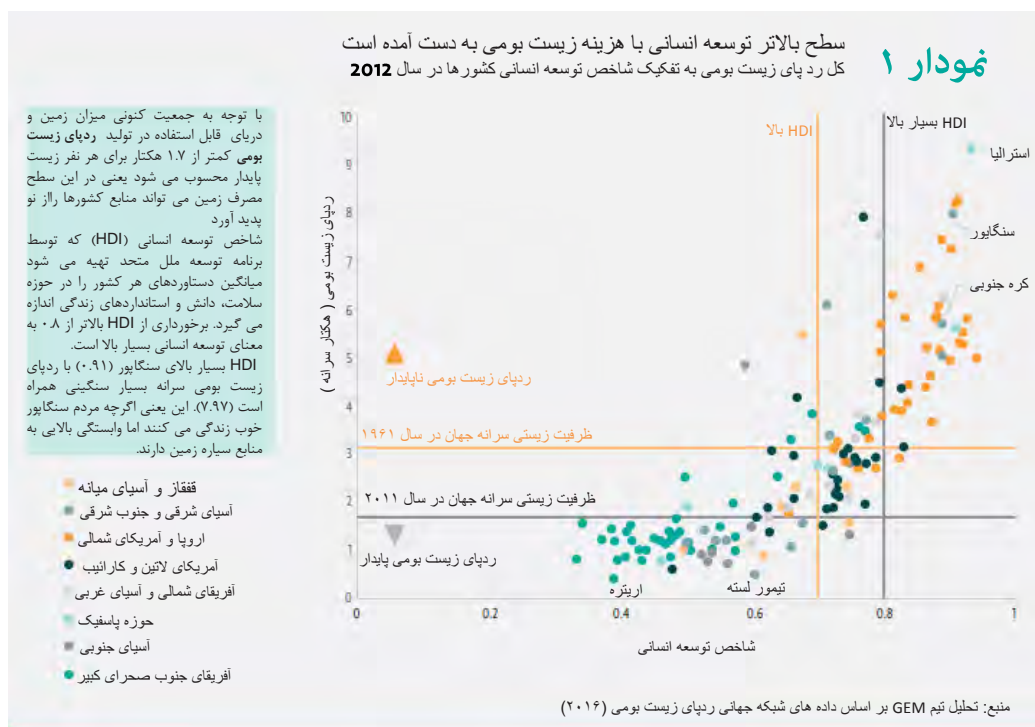 نمودار ۱
سطح بالاتر توسعه انسانی با هزینه زیست بومی به دست آمده است
کل رد پای زیست بومی به تفکیک شاخص توسعه انسانی کشورها در سال 2012
با توجه به جمعیت کنونی میزان زمین و
دریای قابل استفاده در تولید ردپای زیست
بومی کمتر از ۱.۷ هکتار برای هر نفر زیست
پایدار محسوب می شود یعنی در این سطح
مصرف زمین می تواند منابع کشورها رااز نو
پدید آورد
شاخص توسعه انسانی (HDI) که توسط
برنامه توسعه ملل متحد تهیه می شود
میانگین دستاوردهای هر کشور را در حوزه
سلامت، دانش و استانداردهای زندگی اندازه
می گیرد. برخورداری از HDI بالاتر از ۰.۸ به
معنای توسعه انسانی بسیار بالا است.
HDI بسیار بالای سنگاپور (۰.۹۱) با ردپای
زیست بومی سرانه بسیار سنگینی همراه
است (۷.۹۷). این یعنی اگرچه مردم سنگاپور
خوب زندگی می کنند اما وابستگی بالایی به
منابع سیاره زمین دارند.
قفقاز و آسیای میانه
آسیای شرقی و جنوب شرقی
اروپا و آمریکای شمالی
آمریکای لاتین و کارائیب
آفریقای شمالی و آسیای غربی
حوزه پاسفیک
آسیای جنوبی
آفریقای جنوب صحرای کبیر
ردپای زیست بومی ( هکتار سرانه )
10
9
8
7
6
5
4
3
2
1
0
HDI بالا
HDI بسیار بالا
استرالیا
سنگاپور
کره جنوبی
ردپای زیست بومی ناپایدار
ظرفیت زیستی سرانه جهان در سال ۱۹۶۱
ظرفیت زیستی سرانه جهان در سال ۲۰۱۱
ردپای زیست بومی پایدار
اریتره
تیمور لسته
0
0.2
0.4
0.6
0.8
1
شاخص توسعه انسانی
منبع: تحلیل تیم GEM بر اساس داده های شبکه جهانی ردپای زیست بومی (۲۰۱۶)